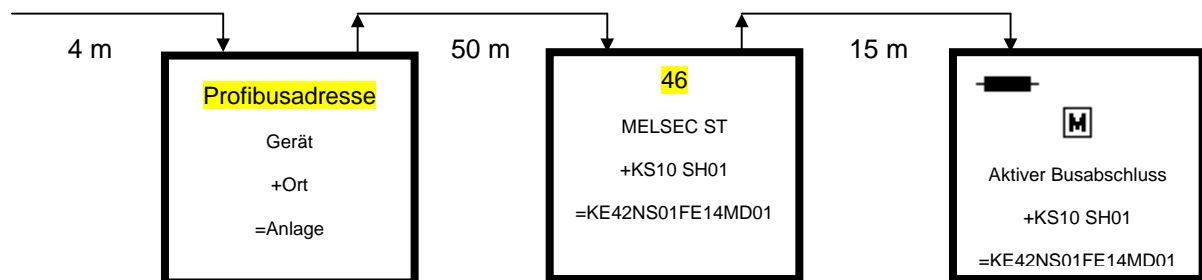 4 m
50 m
15 m
Profibusadresse
Gerät
+Ort
=Anlage
46
MELSEC ST
+KS10 SH01
=KE42NS01FE14MD01
M
Aktiver Busabschluss
+KS10 SH01
=KE42NS01FE14MD01